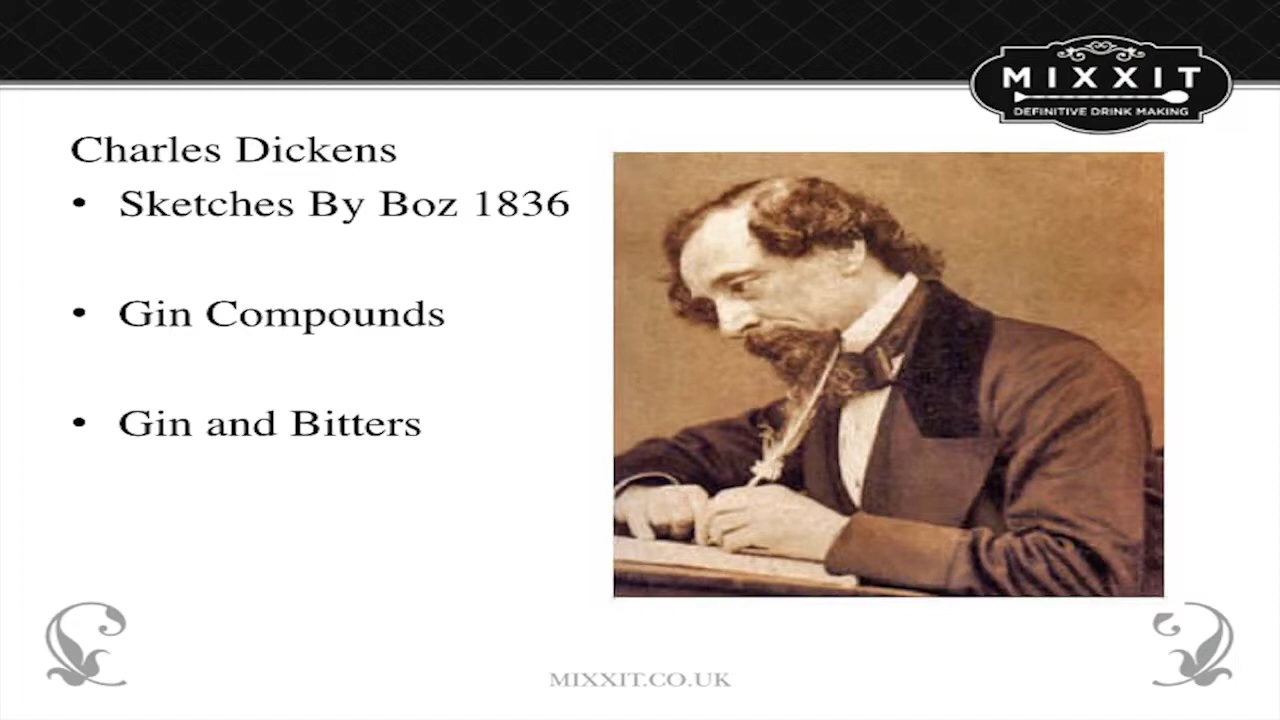 MIXXIT
DEFINITIVE DRINK MAKING
Charles Dickens
• Sketches By Boz 1836
• Gin Compounds
• Gin and Bitters
MIXXIT.CO.UK